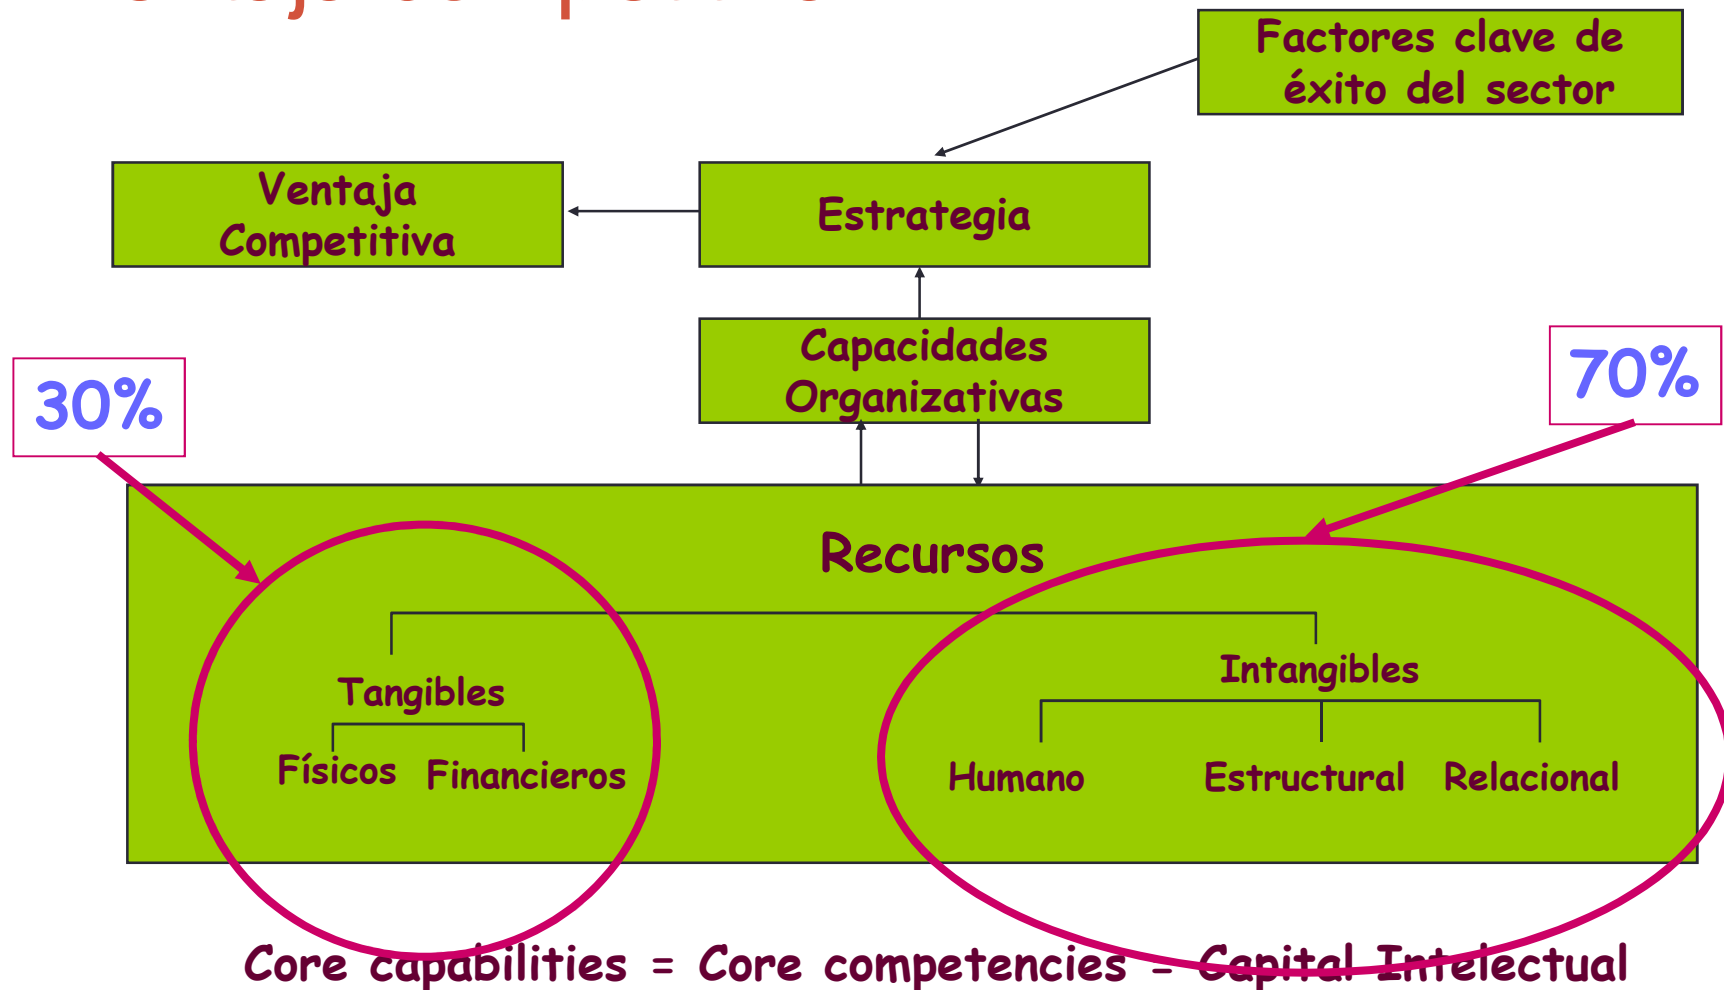 Factores clave de
éxito del sector
Ventaja
Competitiva
Estrategia
Capacidades
Organizativas
30%
70%
Recursos
Tangibles
Intangibles
Físicos
Financieros
Humano
Estructural
Relacional
Core capabilities = Core competencies - Capital Intelectual